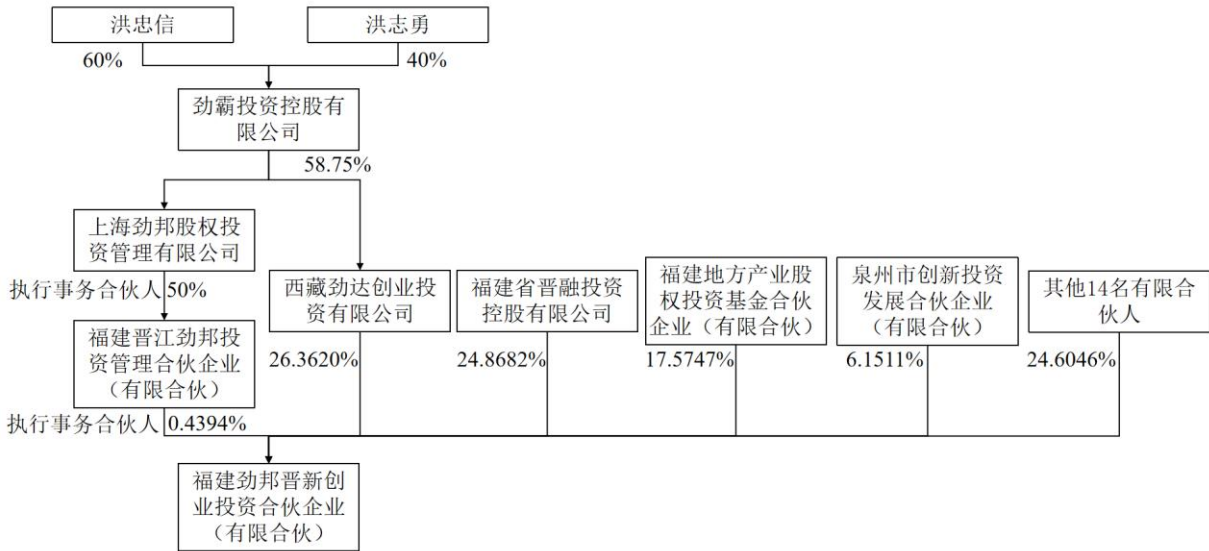 洪忠信
洪志勇
60%
40%
劲霸投资控股有
限公司
58.75%
上海劲邦股权投
资管理有限公司
执行事务合伙人 50%
西藏劲达创业投
资有限公司
福建省晋融投资
控股有限公司
福建地方产业股
权投资基金合伙
企业（有限合伙）
泉州市创新投资
发展合伙企业
（有限合伙）
其他14名有限合
伙人
福建晋江劲邦投
资管理合伙企业
（有限合伙）
26.3620%
24.8682%
17.5747%
6.1511%
24.6046%
执行事务合伙人 0.4394%
福建劲邦晋新创
业投资合伙企业
（有限合伙）